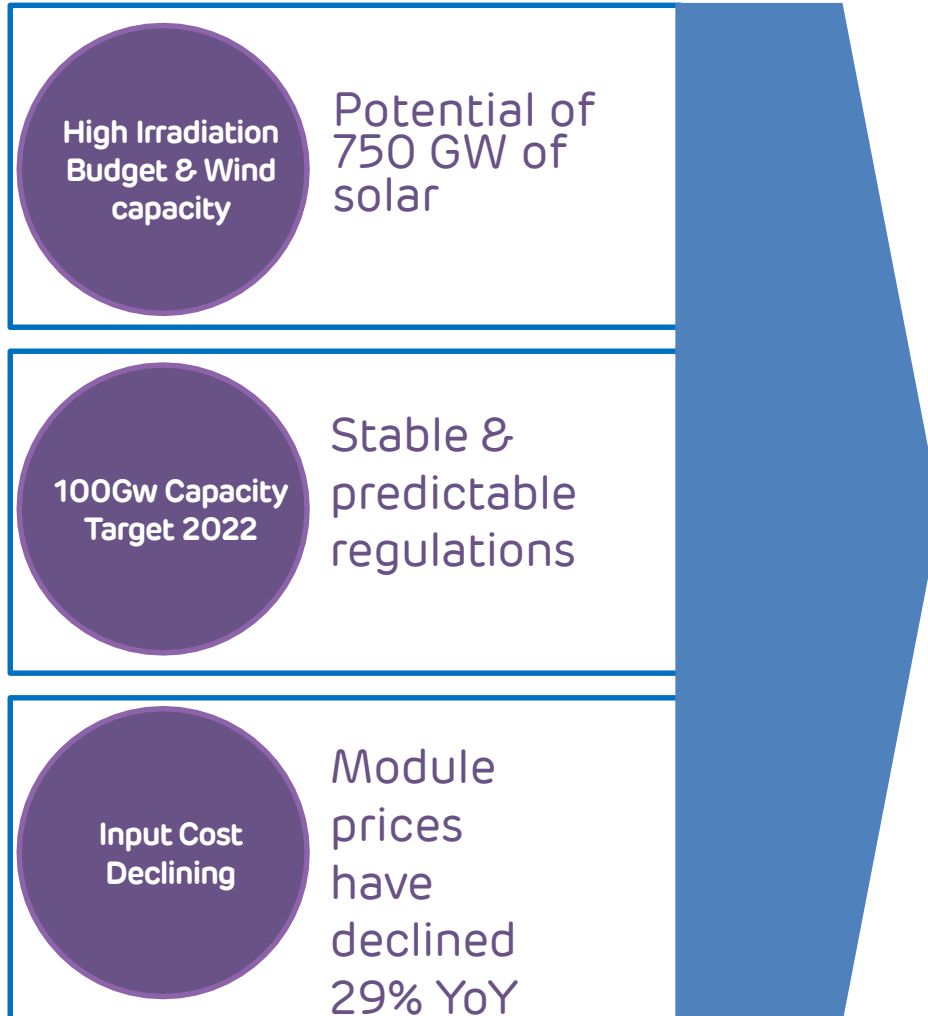 High Irradiation
Budget & Wind
capacity
Potential of
750 GW of
solar
100Gw Capacity
Target 2022
Stable &
predictable
regulations
Input Cost
Declining
Module
prices
have
declined
29% YoY